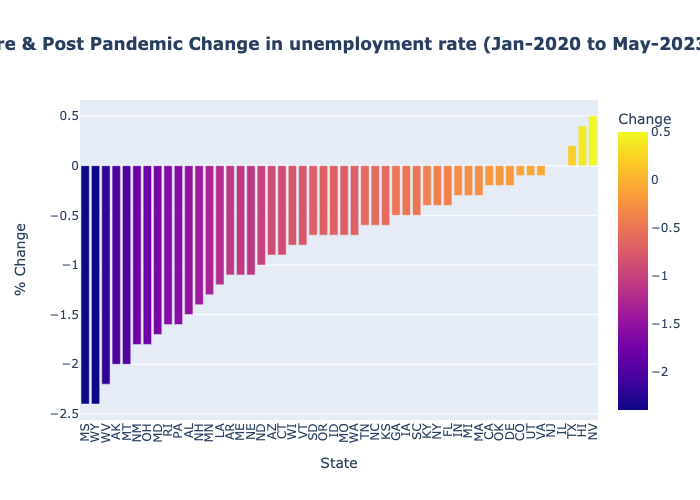 re & Post Pandemic Change in unemployment rate (Jan-2020 to May-2023
Change
0.5
0
−0.5
−1
−1.5
−2
−2.5
0.5
0
−0.5
−1
−1.5
−2
% Change
MS WY WV AK MT NM OH MD RI PA AL NH MN LA AR ME NE ND AZ CT WI VT SD OR ID MO WA TN NC KS GA IA SC KY NY FL IN MI MA CA OK DE CO UT VA NJ IL TX HI NV
State